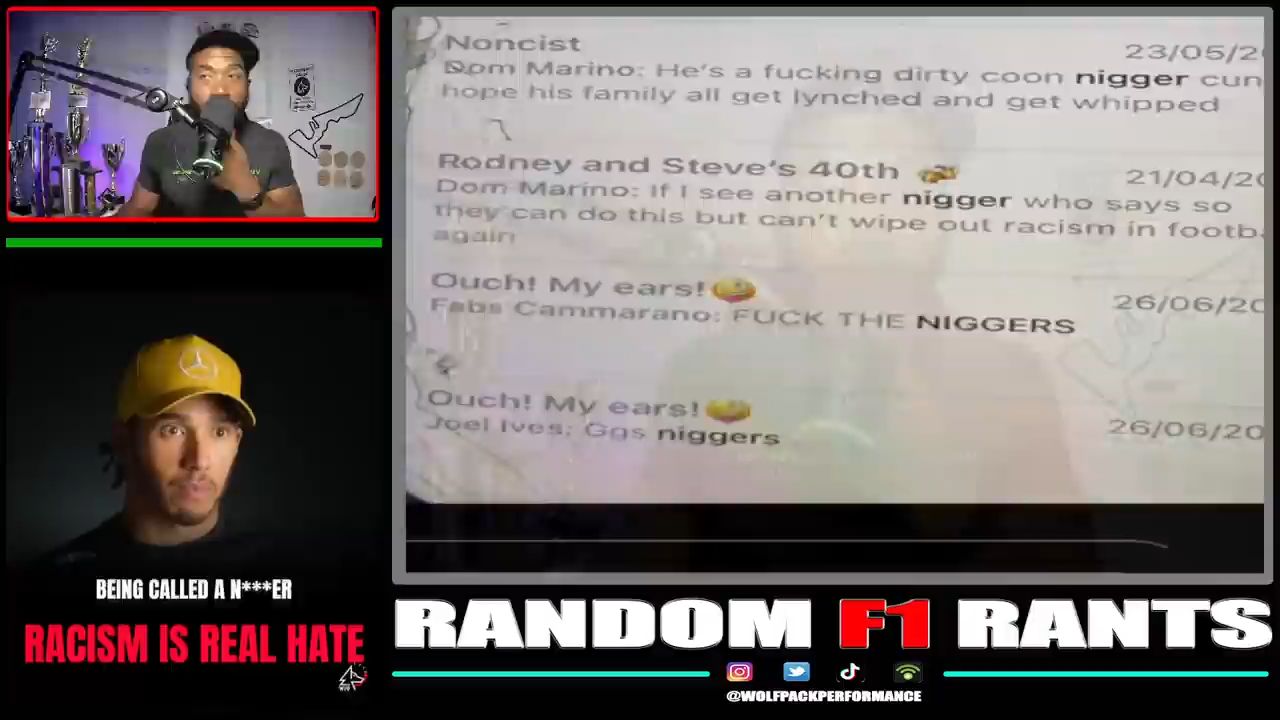 Noncist
23/05/2
Dom Marino: He's a fucking dirty coon nigger cun
hope his family all get lynched and get whipped
Rodney and Steve's 40th
21/04/20
Dom Marino: If I see another nigger who says so
they can do this but can't wipe out racism in footb
again
Ouch! My ears!🤪
26/06/20
Fabs Cammarano: FUCK THE NIGGERS
Ouch! My ears!🤪
26/06/20
Joel Ives: Ggs niggers
BEING CALLED A N***ER
RACISM IS REAL HATE
RANDOM F1 RANTS
@WOLFPACKPERFORMANCE